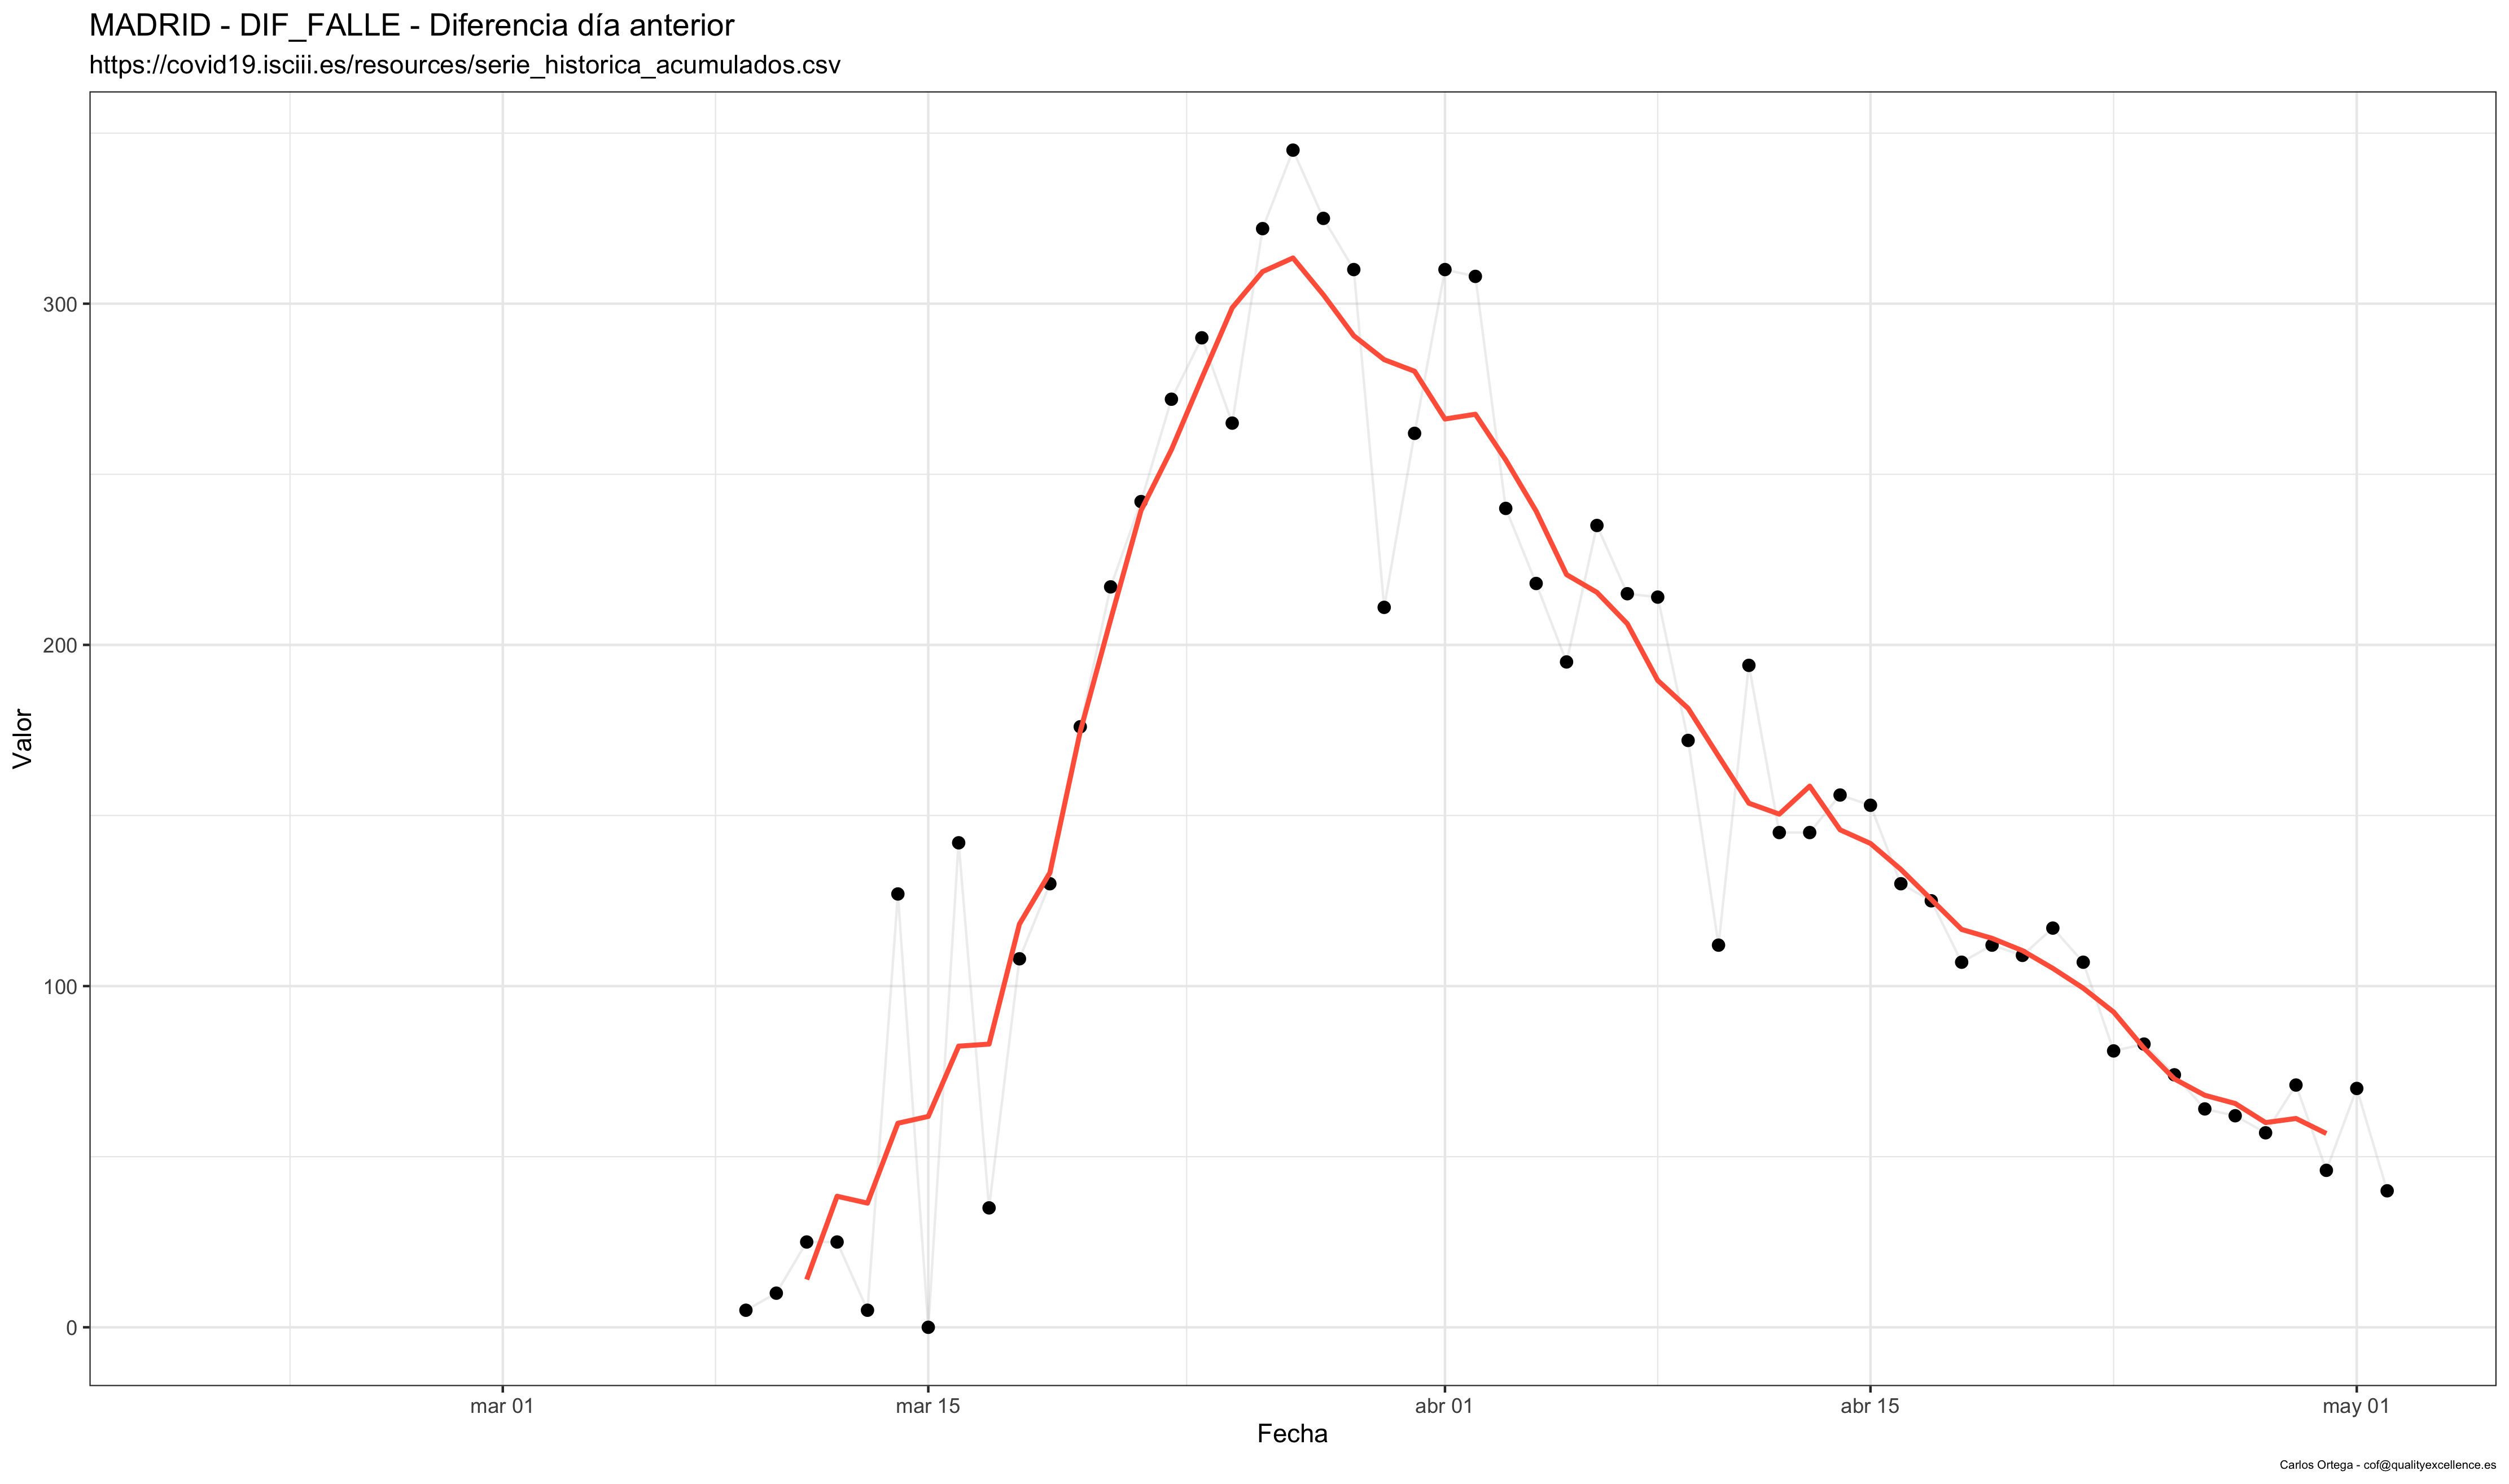 MADRID - DIF_FALLE - Diferencia día anterior
https://covid19.isciii.es/resources/serie_historica_acumulados.csv
Valor
300
200
100
0
mar 01
mar 15
abr 01
abr 15
may 01
Fecha
Carlos Ortega - cof@qualityexcellence.es